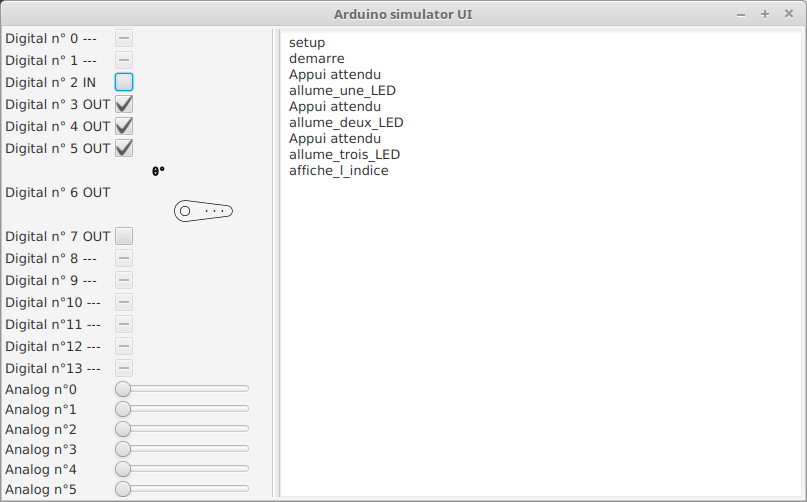 Arduino simulator UI
Digital n° 0 ---
Digital n° 1 ---
Digital n° 2 IN
Digital n° 3 OUT
Digital n° 4 OUT
Digital n° 5 OUT
0°
Digital n° 6 OUT
Digital n° 7 OUT
Digital n° 8 ---
Digital n° 9 ---
Digital n°10 ---
Digital n°11 ---
Digital n°12 ---
Digital n°13 ---
Analog n°0
Analog n°1
Analog n°2
Analog n°3
Analog n°4
Analog n°5
setup
demarre
Appui attendu
allume_une_LED
Appui attendu
allume_deux_LED
Appui attendu
allume_trois_LED
affiche_l_indice